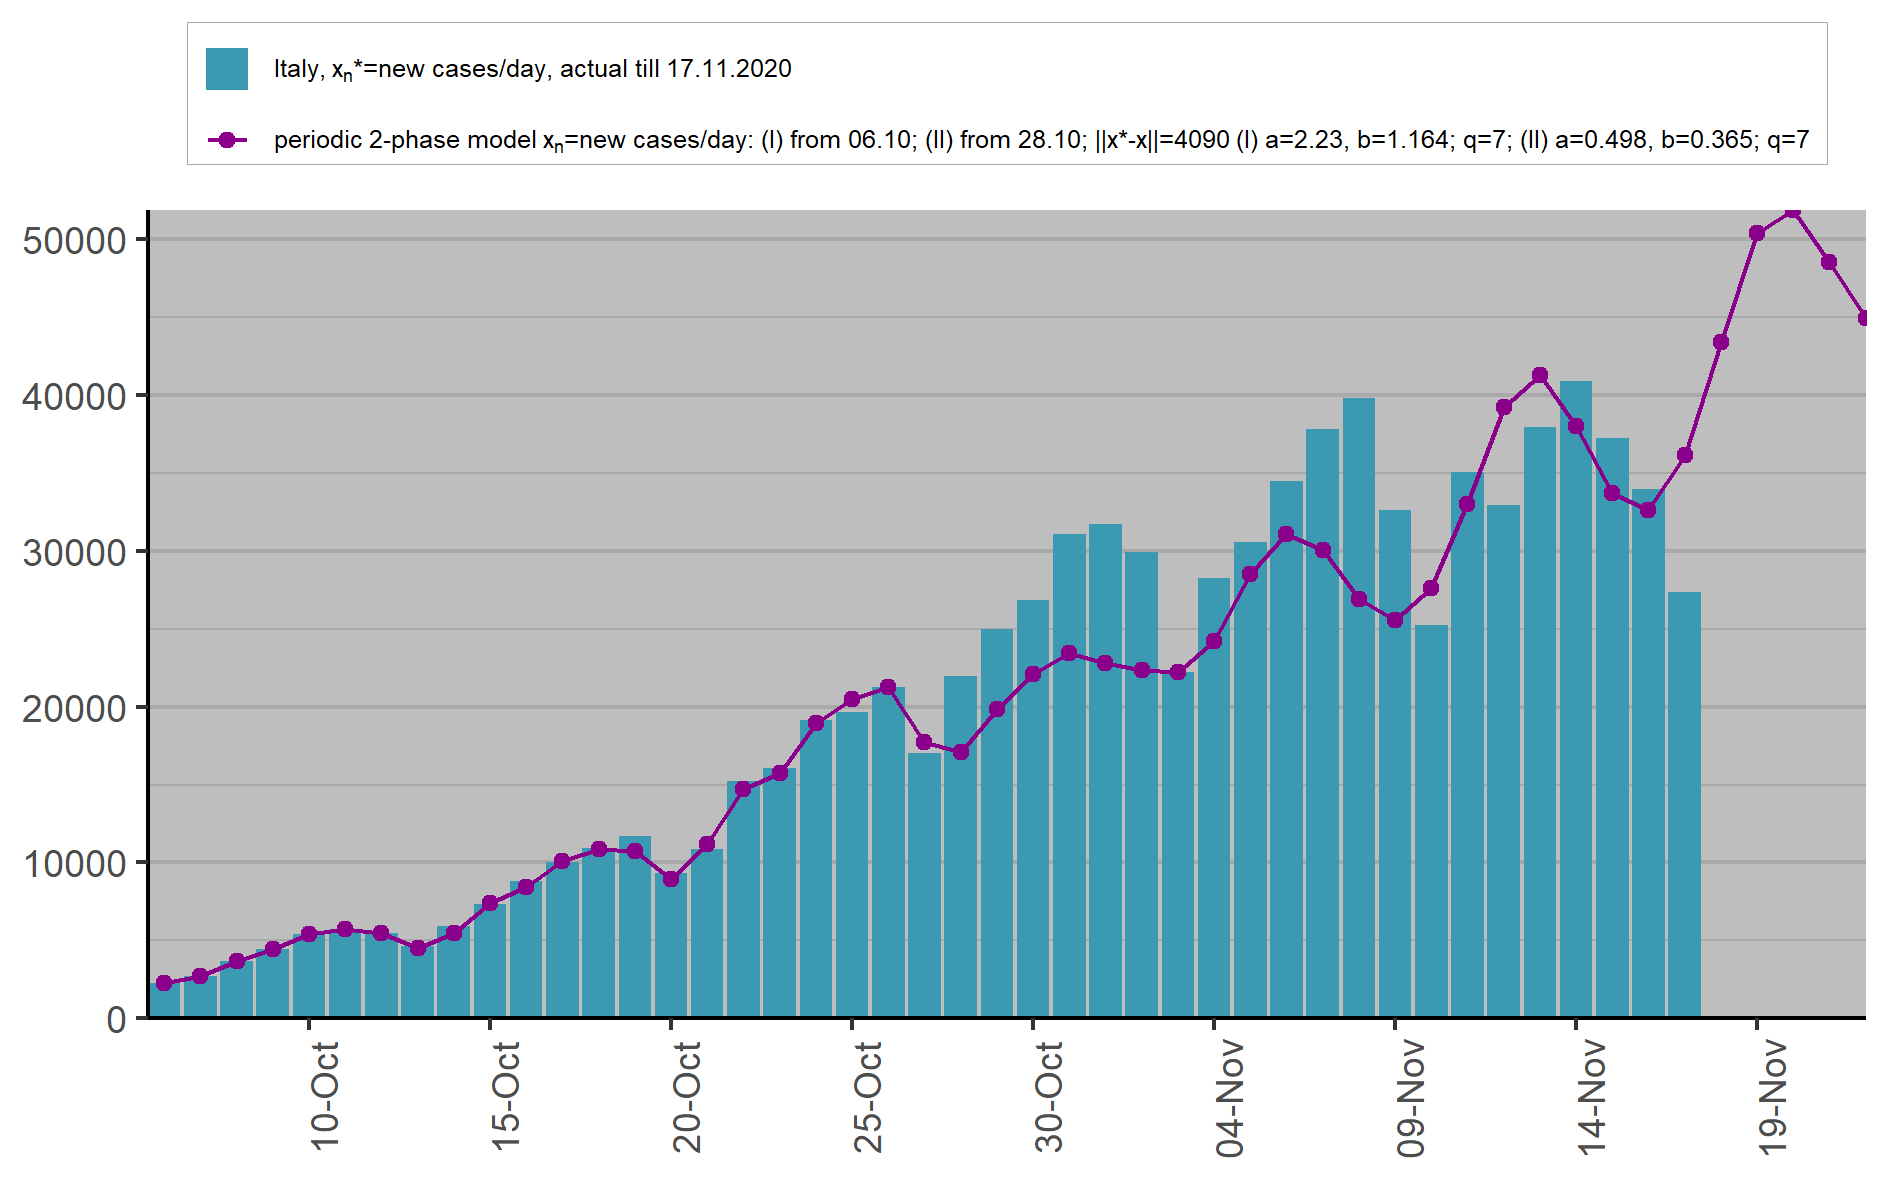 Italy, xn*=new cases/day, actual till 17.11.2020
periodic 2-phase model xn=new cases/day: (I) from 06.10; (II) from 28.10; ||x*-x||=4090 (I) a=2.23, b=1.164; q=7; (II) a=0.498, b=0.365; q=7
50000
40000
30000
20000
10000
0
10-Oct
15-Oct
20-Oct
25-Oct
30-Oct
04-Nov
09-Nov
14-Nov
19-Nov